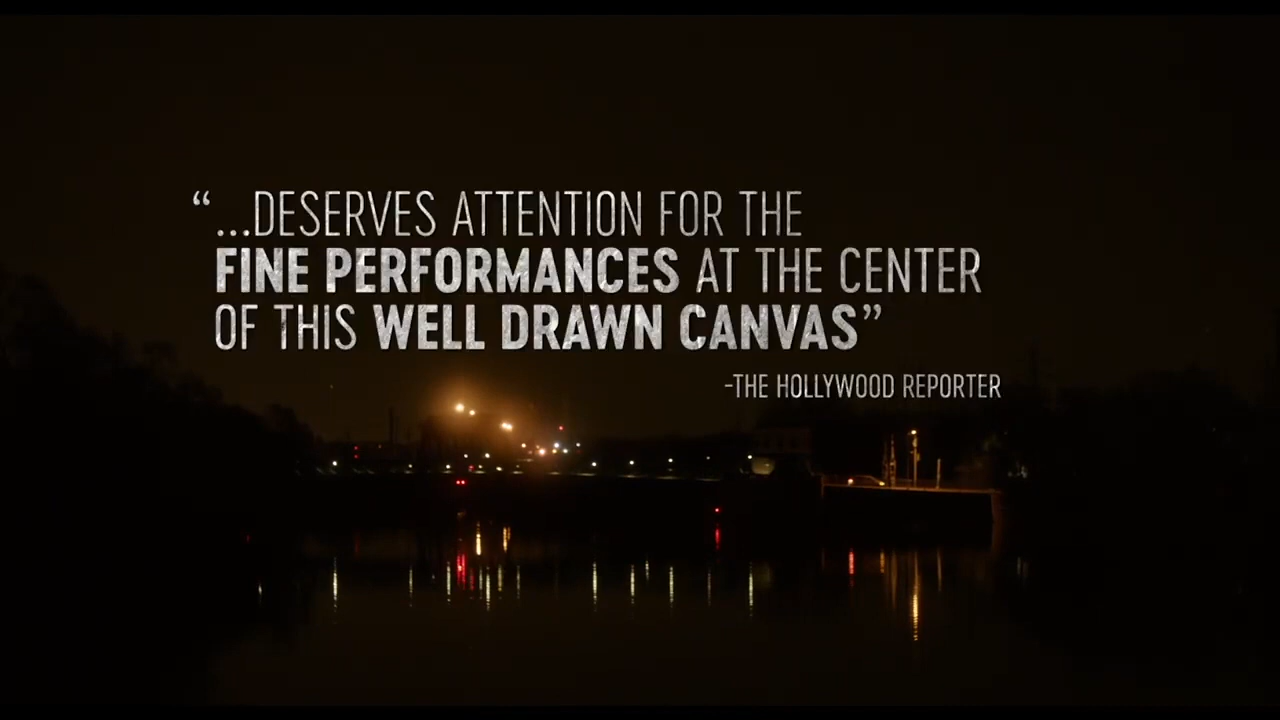 “...DESERVES ATTENTION FOR THE
FINE PERFORMANCES AT THE CENTER
OF THIS WELL DRAWN CANVAS”
-THE HOLLYWOOD REPORTER